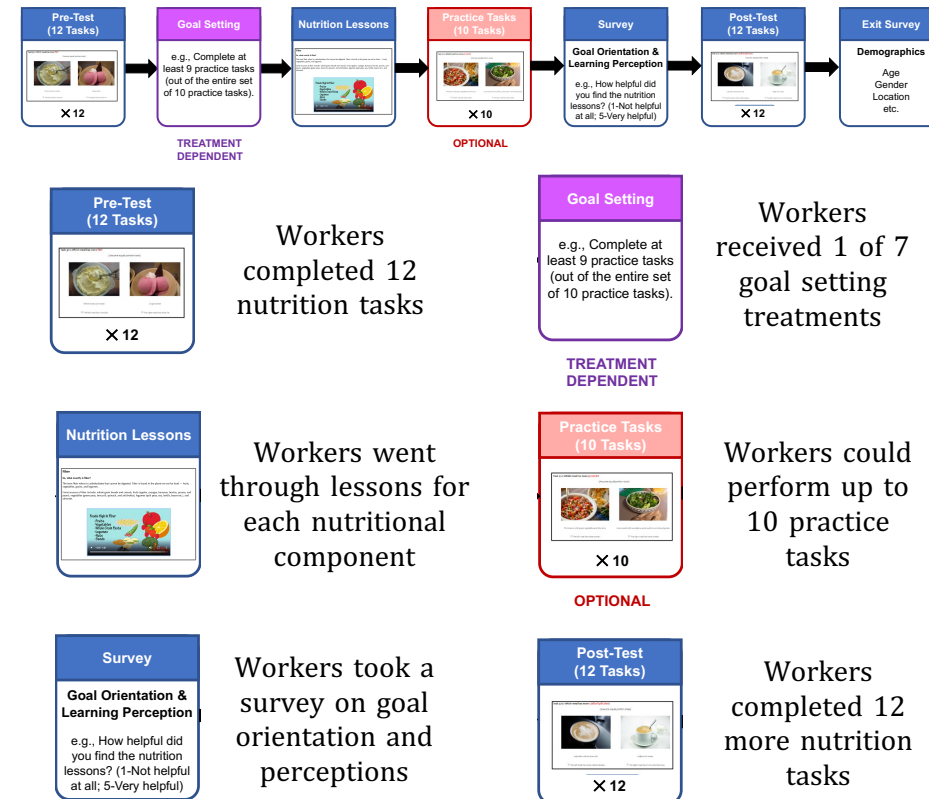 Pre-Test
(12 Tasks)
✕ 12
Goal Setting
e.g., Complete at
least 9 practice tasks
(out of the entire set
of 10 practice tasks).
TREATMENT
DEPENDENT
Nutrition Lessons
Practice Tasks
(10 Tasks)
✕ 10
OPTIONAL
Survey
Goal Orientation &
Learning Perception
e.g., How helpful did
you find the nutrition
lessons? (1-Not helpful
at all; 5-Very helpful)
Post-Test
(12 Tasks)
✕ 12
Exit Survey
Demographics
Age
Gender
Location
etc.
Pre-Test
(12 Tasks)
✕ 12
Workers
completed 12
nutrition tasks
Goal Setting
e.g., Complete at
least 9 practice tasks
(out of the entire set
of 10 practice tasks).
TREATMENT
DEPENDENT
Workers
received 1 of 7
goal setting
treatments
Nutrition Lessons
Foods High in Fiber
Workers went
through lessons for
each nutritional
component
Practice Tasks
(10 Tasks)
✕ 10
OPTIONAL
Workers could
perform up to
10 practice
tasks
Survey
Goal Orientation &
Learning Perception
e.g., How helpful did
you find the nutrition
lessons? (1-Not helpful
at all; 5-Very helpful)
Workers took a
survey on goal
orientation and
perceptions
Post-Test
(12 Tasks)
✕ 12
Workers
completed 12
more nutrition
tasks